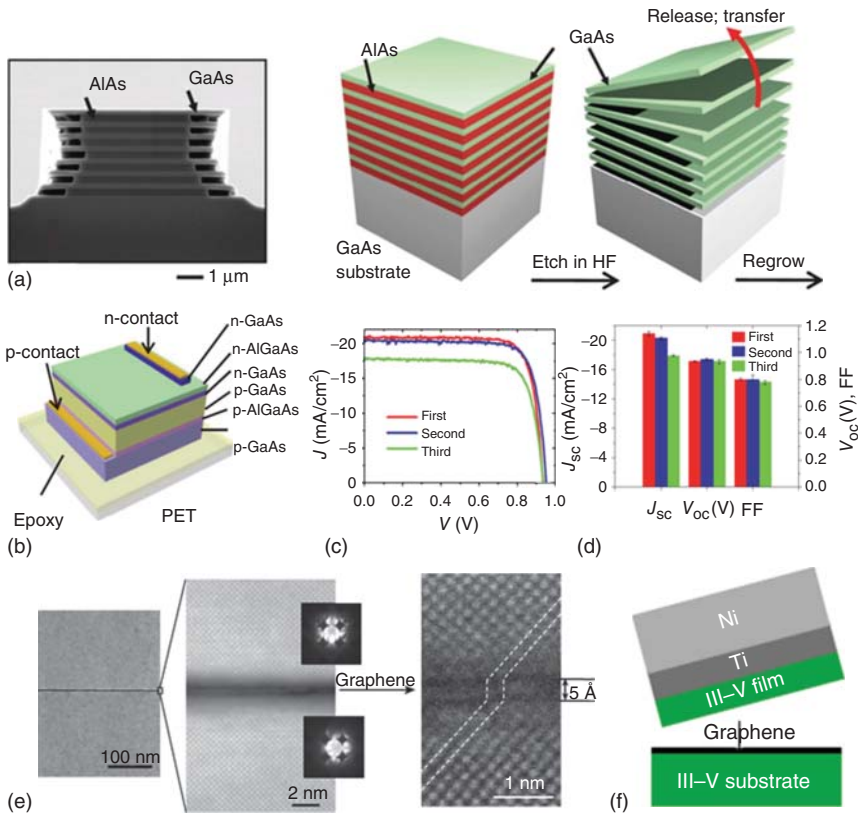 AlAs
GaAs
(a)
1 μm
AlAs
GaAs
Release; transfer
GaAs
substrate
Etch in HF
Regrow
n-contact
p-contact
n-GaAs
n-AlGaAs
n-GaAs
p-GaAs
p-AlGaAs
p-GaAs
Epoxy
PET
(b)
J (mA/cm²)
−20
−15
−10
−5
0
0.0
0.2
0.4
0.6
0.8
1.0
V (V)
First
Second
Third
(c)
Jsc (mA/cm²)
−20
−16
−12
−8
−4
0
First
Second
Third
1.2
1.0
0.8
0.6
0.4
0.2
0.0
Voc(V), FF
Jsc
Voc(V)
FF
(d)
100 nm
2 nm
Graphene
5 Å
1 nm
(e)
Ni
Ti
III–V film
Graphene
III–V substrate
(f)